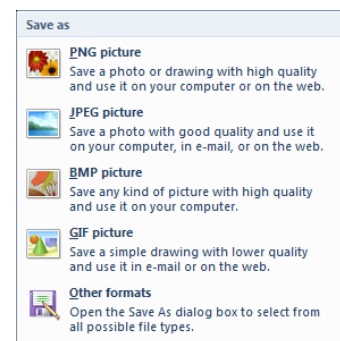 Save as
PNG picture
Save a photo or drawing with high quality
and use it on your computer or on the web.
JPEG picture
Save a photo with good quality and use it
on your computer, in e-mail, or on the web.
BMP picture
Save any kind of picture with high quality
and use it on your computer.
GIF picture
Save a simple drawing with lower quality
and use it in e-mail or on the web.
Other formats
Open the Save As dialog box to select from
all possible file types.